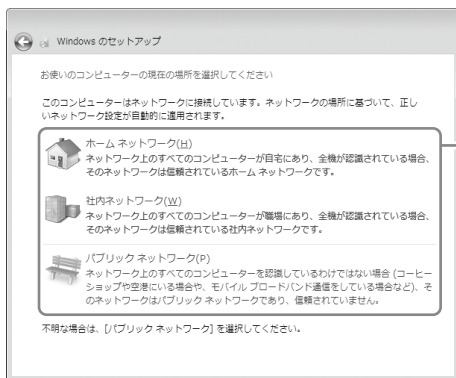 Windows のセットアップ
お使いのコンピューターの現在の場所を選択してください
このコンピューターはネットワークに接続しています。ネットワークの場所に基づいて、正し
いネットワーク設定が自動的に適用されます。
ホーム ネットワーク(H)
ネットワーク上のすべてのコンピューターが自宅にあり、全機が認識されている場合、
そのネットワークは信頼されているホーム ネットワークです。
社内ネットワーク(W)
ネットワーク上のすべてのコンピューターが職場にあり、全機が認識されている場合、
そのネットワークは信頼されている社内ネットワークです。
パブリック ネットワーク(P)
ネットワーク上のすべてのコンピューターを認識しているわけではない場合 (コーヒー
ショップや空港にいる場合や、モバイル ブロードバンド通信をしている場合など)、そ
のネットワークはパブリック ネットワークであり、信頼されていません。
不明な場合は、[パブリック ネットワーク] を選択してください。